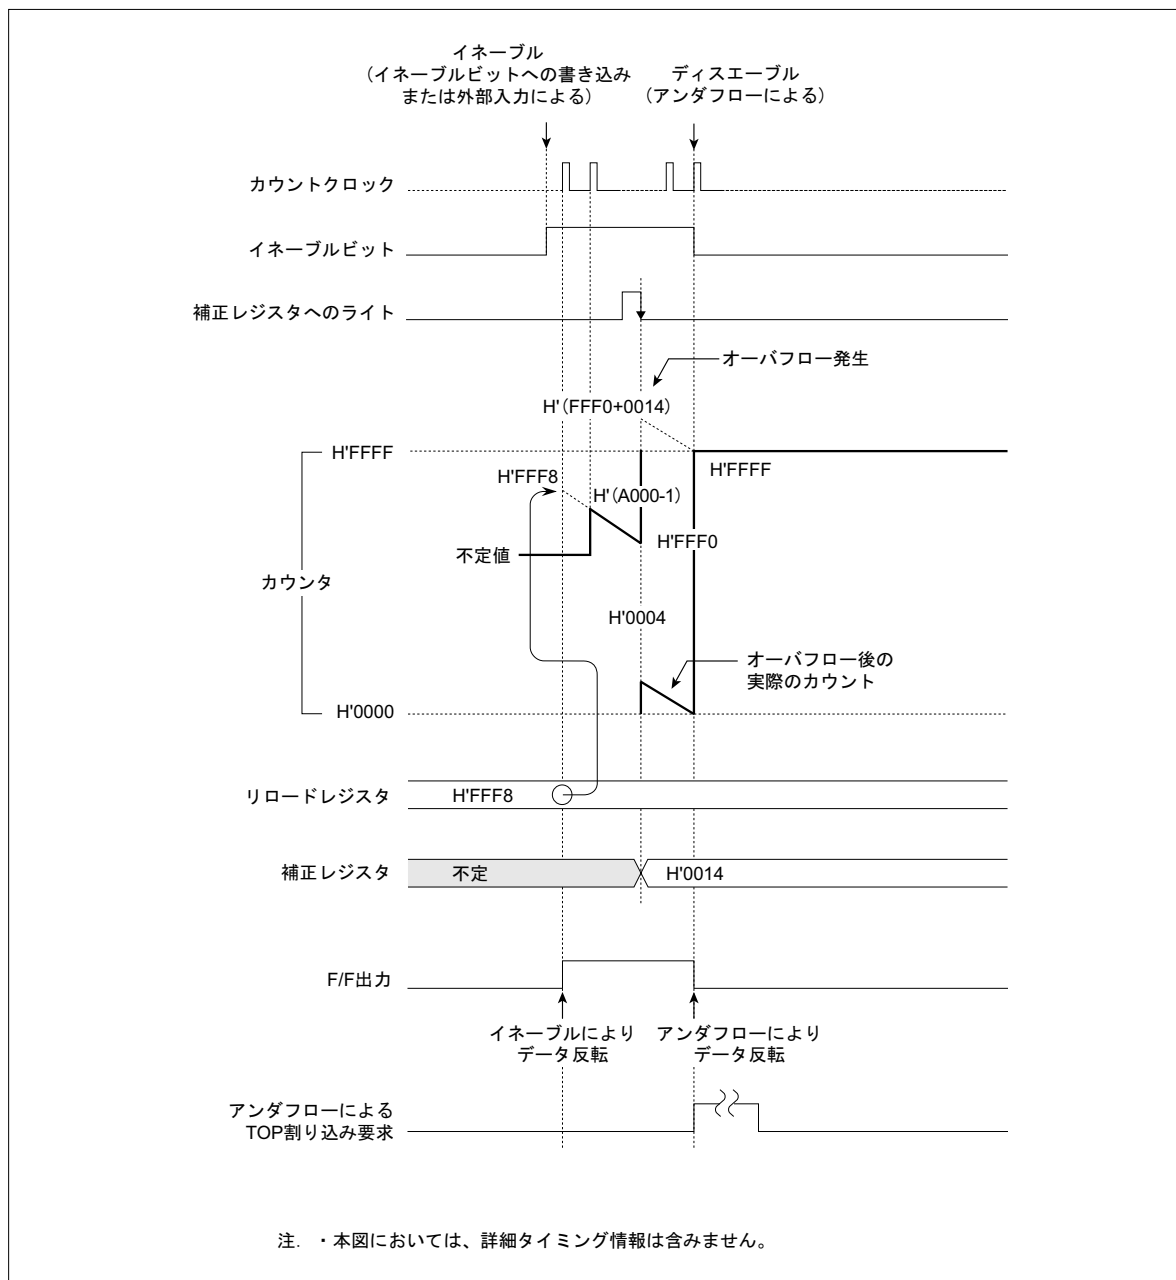 イネーブル
（イネーブルビットへの書き込み
または外部入力による）
ディスエーブル
（アンダフローによる）
カウントクロック
イネーブルビット
補正レジスタへのライト
オーバフロー発生
H'（FFF0+0014）
H'FFFF
H'FFF8
H'FFFF
H'（A000-1）
H'FFF0
不定値
カウンタ
H'0004
オーバフロー後の
実際のカウント
H'0000
リロードレジスタ
H'FFF8
補正レジスタ
不定
H'0014
F/F出力
イネーブルにより
データ反転
アンダフローにより
データ反転
アンダフローによる
TOP割り込み要求
注. ・本図においては、詳細タイミング情報は含みません。